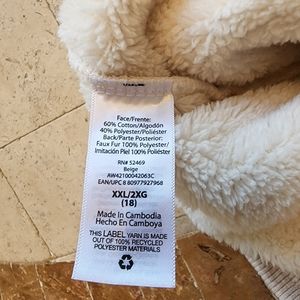 Face/Frente:
60% Cotton/Algodón
40% Polyester/Poliéster
Back/Parte Posterior:
Faux Fur 100% Polyester/
Imitación Piel 100% Poliéster
RN# 52469
Beige
AW42100042063C
EAN/UPC 8 80977927968
XXL/2XG
(18)
Made In Cambodia
Hecho En Camboya
THIS LABEL YARN IS MADE
OUT OF 100% RECYCLED
POLYESTER MATERIALS